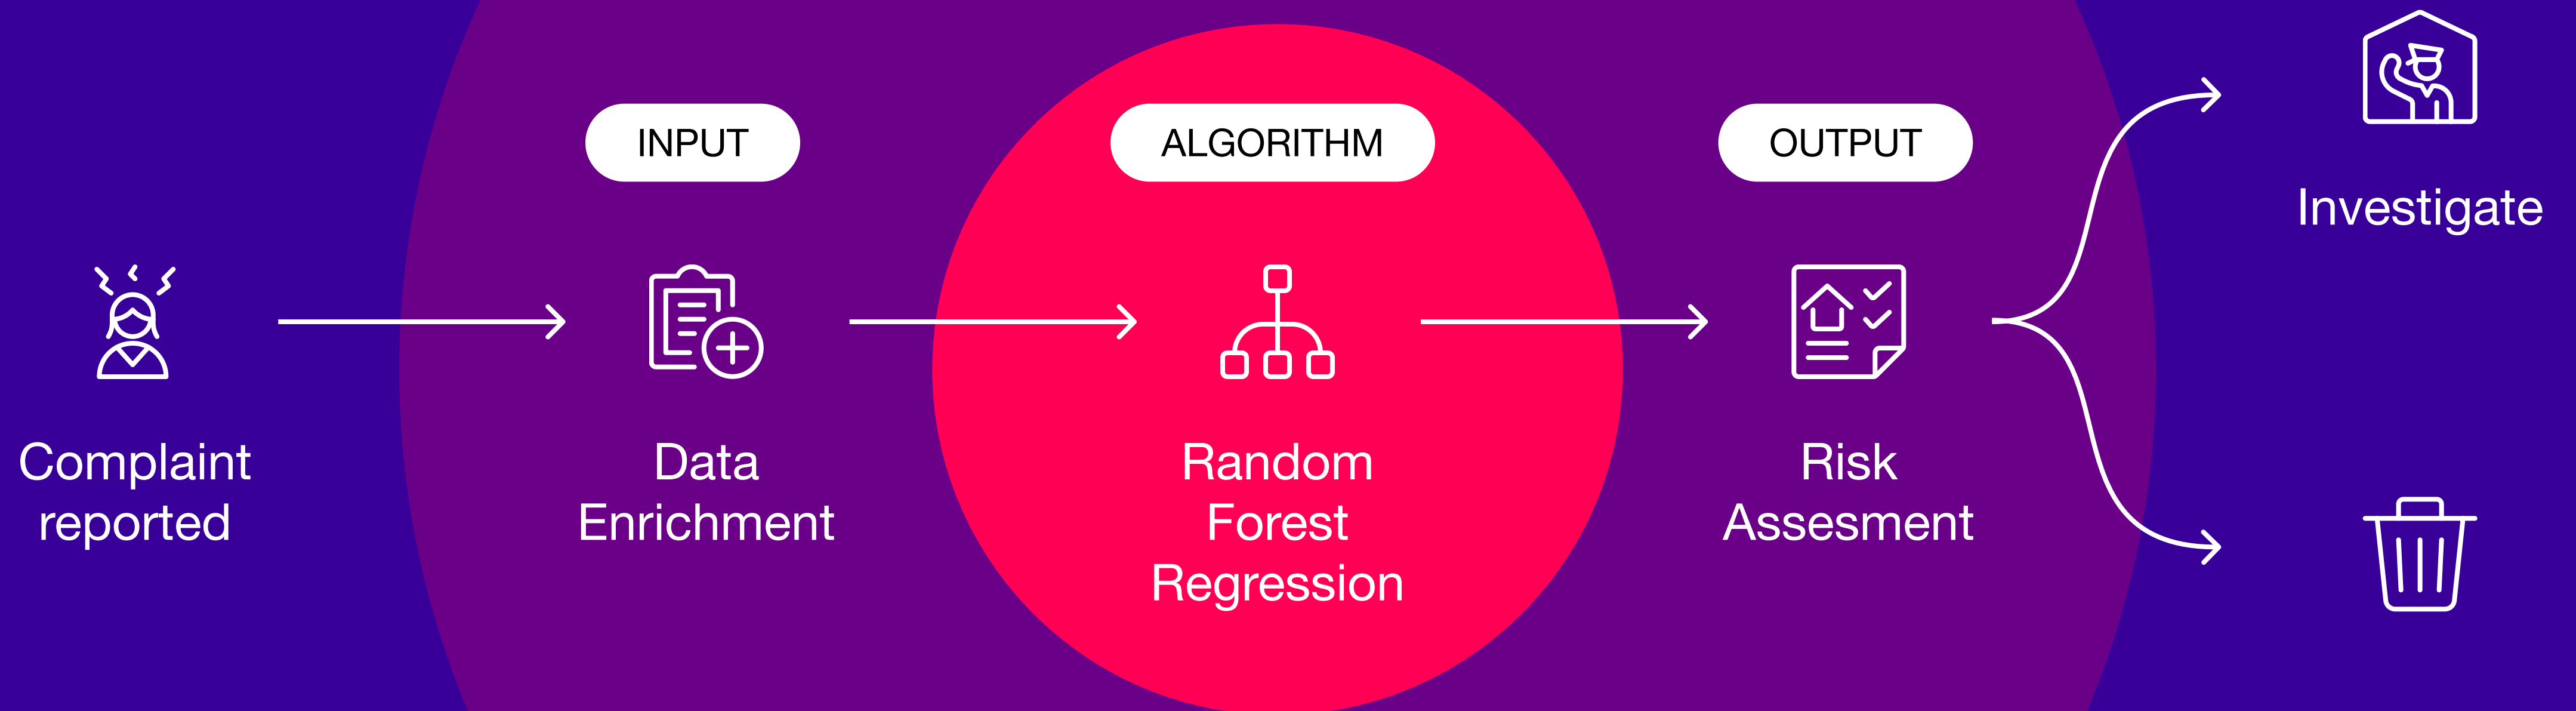 Complaint
reported
INPUT
Data
Enrichment
ALGORITHM
Random
Forest
Regression
OUTPUT
Risk
Assesment
Investigate